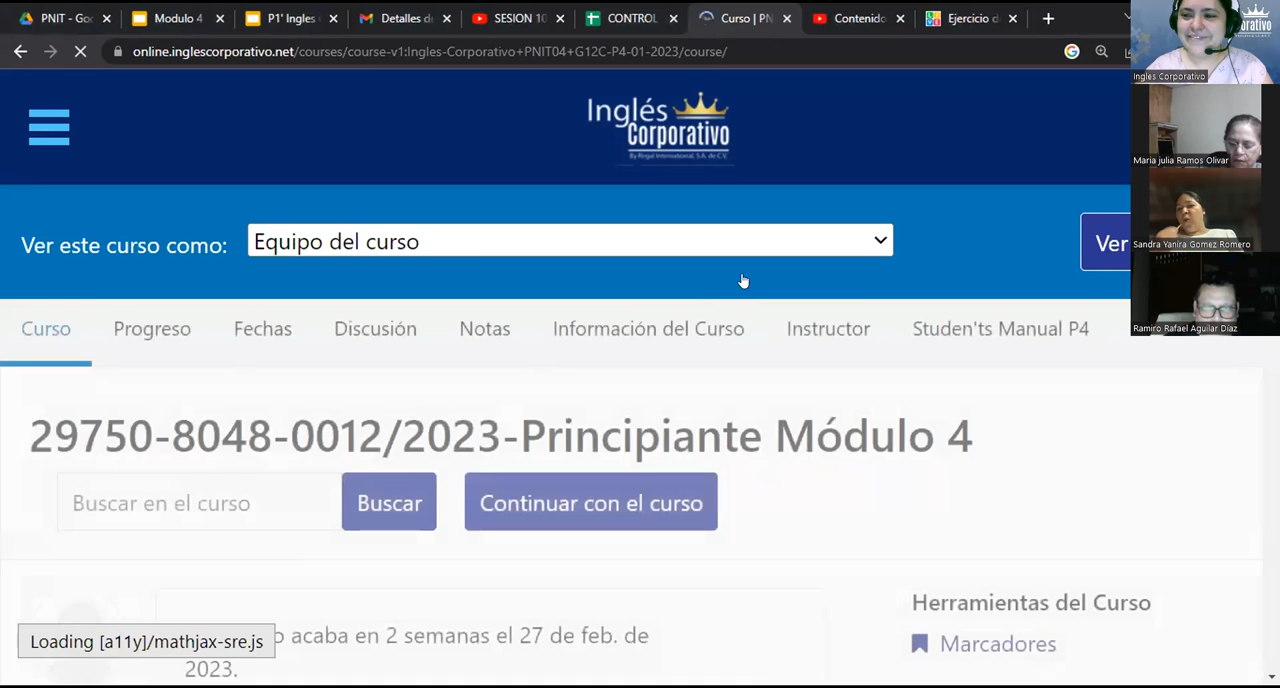 PNIT - Goo
Modulo 4
P1' Ingles
Detalles de
SESION 10
CONTROL
Curso | PN
Contenido
Ejercicio d
online.inglescorporativo.net/courses/course-v1:Ingles-Corporativo+PNIT04+G12C-P4-01-2023/course/
Inglés
Corporativo
By Regal International, S.A. de C.V.
Ver este curso como:
Equipo del curso
Ver
Curso
Progreso
Fechas
Discusión
Notas
Información del Curso
Instructor
Studen'ts Manual P4
29750-8048-0012/2023-Principiante Módulo 4
Buscar en el curso
Buscar
Continuar con el curso
o acaba en 2 semanas el 27 de feb. de
2023.
Herramientas del Curso
Marcadores
Loading [a11y]/mathjax-sre.js
Ingles Corporativo
Maria julia Ramos Olivar
Sandra Yanira Gomez Romero
Ramiro Rafael Aguilar Díaz